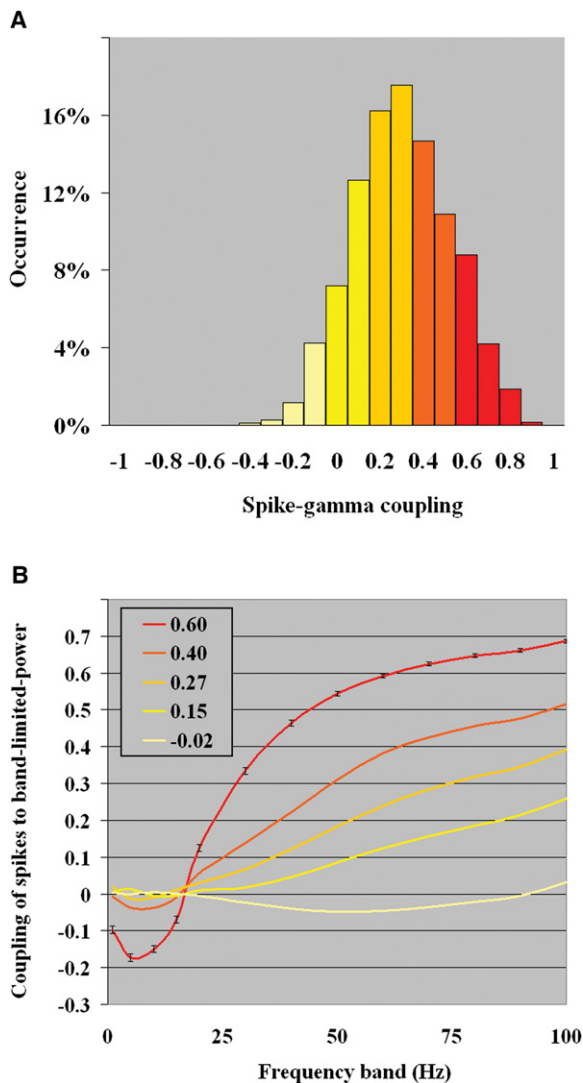 A
Occurrence
16%
12%
8%
4%
0%
-1 -0.8 -0.6 -0.4 -0.2 0 0.2 0.4 0.6 0.8 1
Spike-gamma coupling
B
Coupling of spikes to band-limited-power
0.7
0.6
0.5
0.4
0.3
0.2
0.1
0
-0.1
-0.2
-0.3
0.60
0.40
0.27
0.15
-0.02
0 25 50 75 100
Frequency band (Hz)